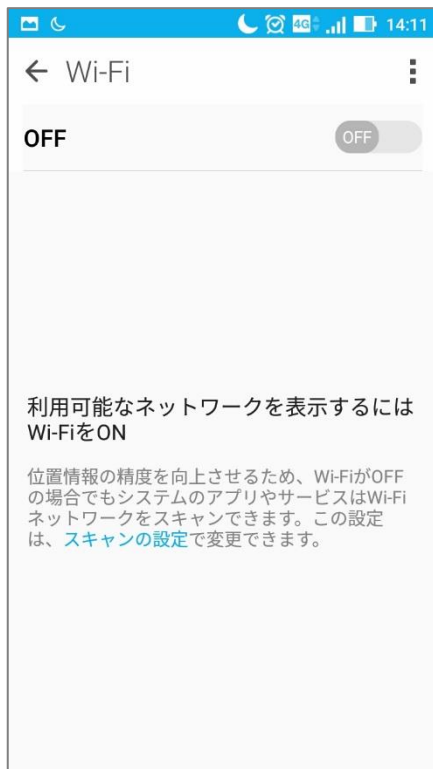 4G 14:11
Wi-Fi
OFF OFF
利用可能なネットワークを表示するには
Wi-FiをON
位置情報の精度を向上させるため、Wi-FiがOFF
の場合でもシステムのアプリやサービスはWi-Fi
ネットワークをスキャンできます。この設定
は、スキャンの設定で変更できます。